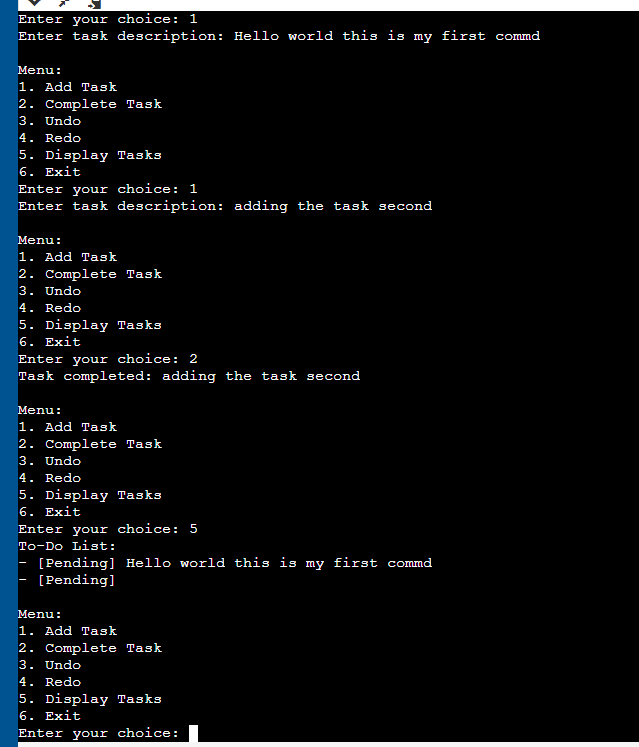 Enter your choice: 1
Enter task description: Hello world this is my first commd
Menu:
1. Add Task
2. Complete Task
3. Undo
4. Redo
5. Display Tasks
6. Exit
Enter your choice: 1
Enter task description: adding the task second
Menu:
1. Add Task
2. Complete Task
3. Undo
4. Redo
5. Display Tasks
6. Exit
Enter your choice: 2
Task completed: adding the task second
Menu:
1. Add Task
2. Complete Task
3. Undo
4. Redo
5. Display Tasks
6. Exit
Enter your choice: 5
To-Do List:
- [Pending] Hello world this is my first commd
- [Pending]
Menu:
1. Add Task
2. Complete Task
3. Undo
4. Redo
5. Display Tasks
6. Exit
Enter your choice: